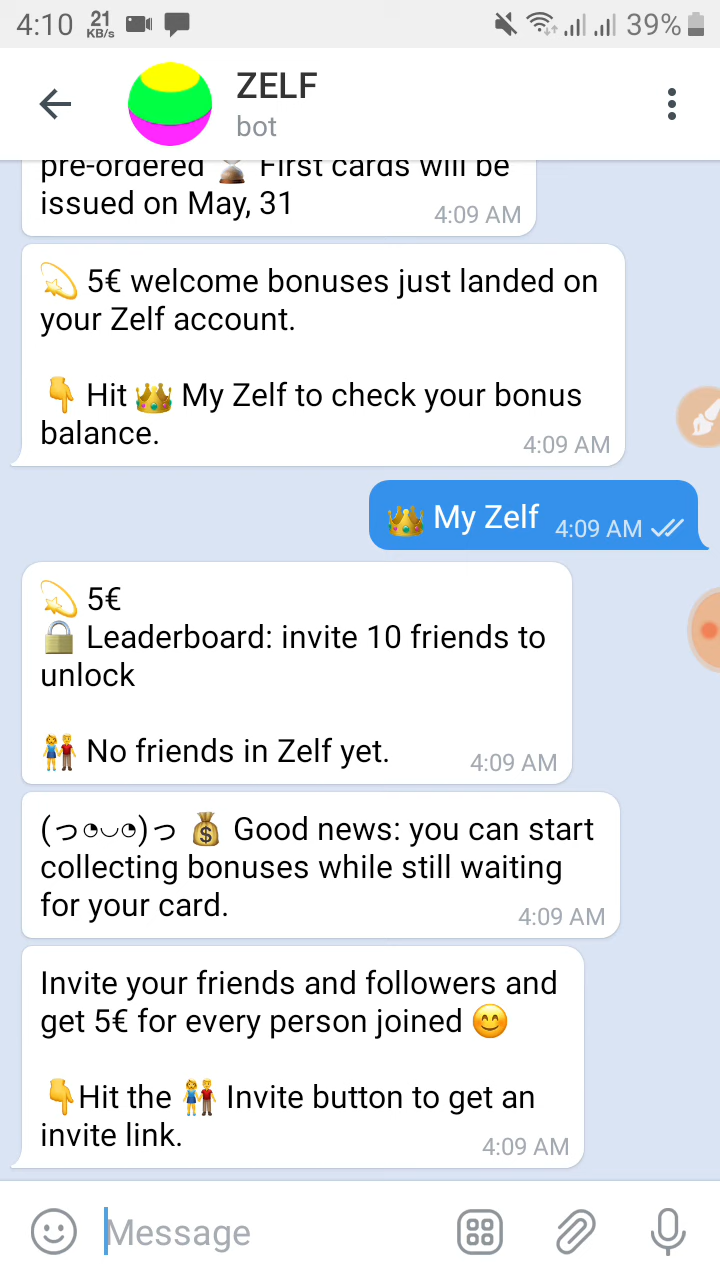 4:10 21 KB/s 39%
ZELF
bot
pre-ordered ⌛ First cards will be
issued on May, 31 4:09 AM
💫 5€ welcome bonuses just landed on
your Zelf account.
👇 Hit 👑 My Zelf to check your bonus
balance. 4:09 AM
👑 My Zelf 4:09 AM
💫 5€
🔒 Leaderboard: invite 10 friends to
unlock
👫 No friends in Zelf yet. 4:09 AM
(っ◔◡◔)っ 💰 Good news: you can start
collecting bonuses while still waiting
for your card. 4:09 AM
Invite your friends and followers and
get 5€ for every person joined 😊
👇Hit the 👫 Invite button to get an
invite link. 4:09 AM
Message